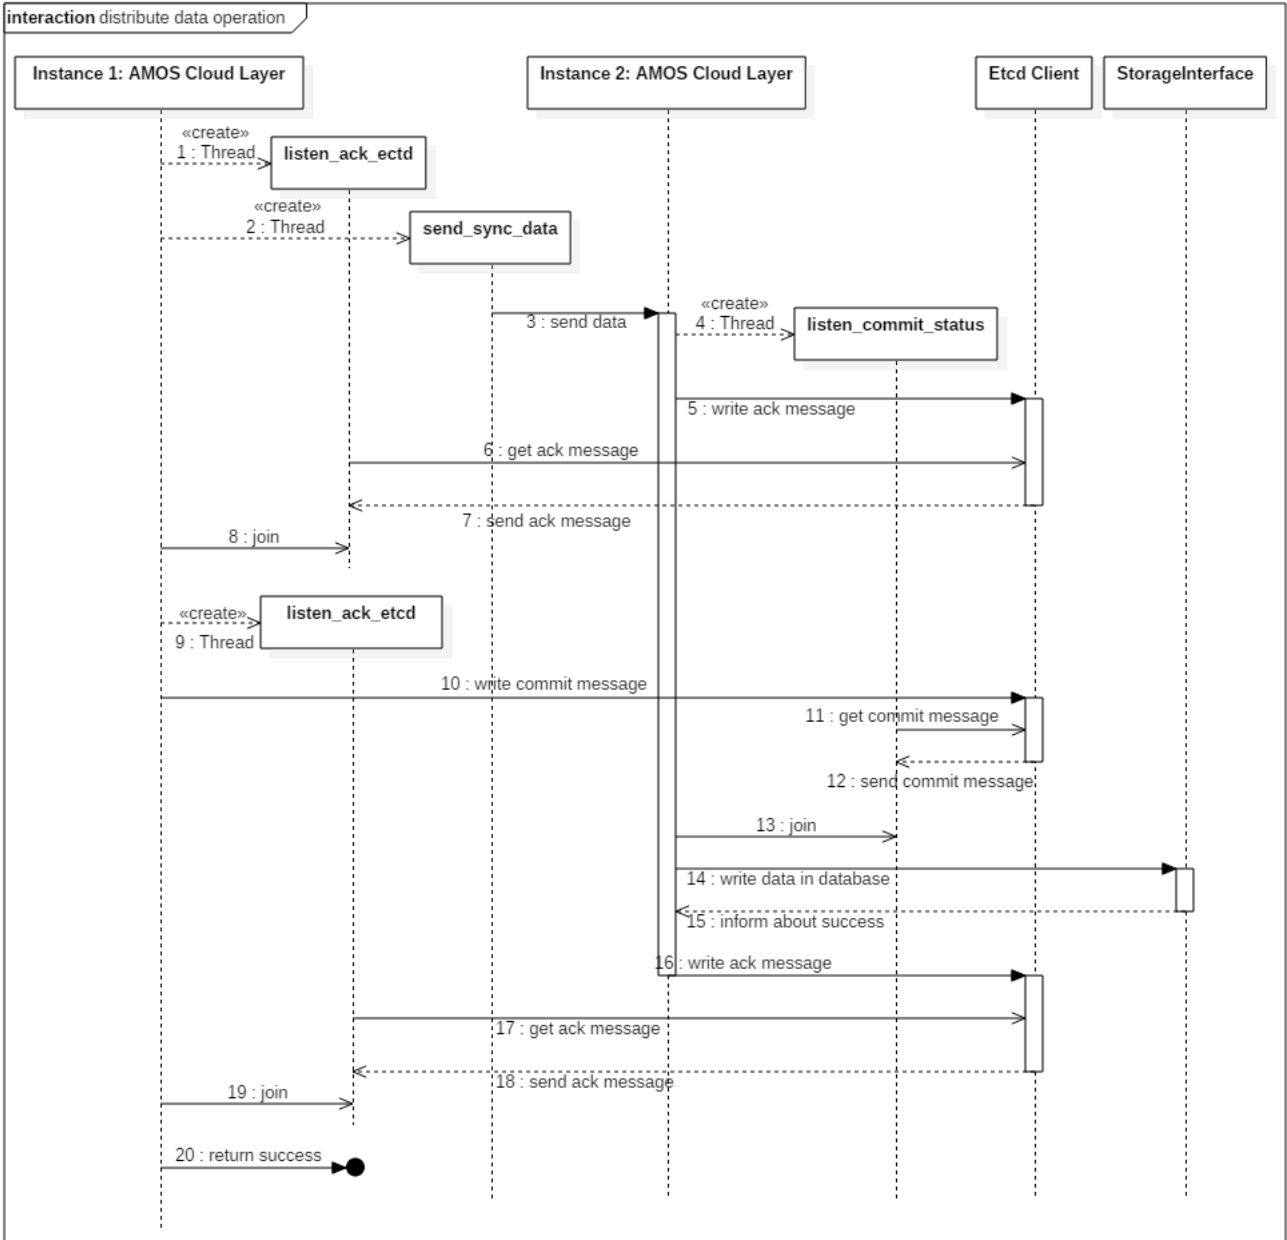 interaction distribute data operation
Instance 1: AMOS Cloud Layer
Instance 2: AMOS Cloud Layer
Etcd Client
StorageInterface
«create»
1 : Thread
listen_ack_ectd
«create»
2 : Thread
send_sync_data
3 : send data
«create»
4 : Thread
listen_commit_status
5 : write ack message
6 : get ack message
7 : send ack message
8 : join
«create»
9 : Thread
listen_ack_etcd
10 : write commit message
11 : get commit message
12 : send commit message
13 : join
14 : write data in database
15 : inform about success
16 : write ack message
17 : get ack message
18 : send ack message
19 : join
20 : return success